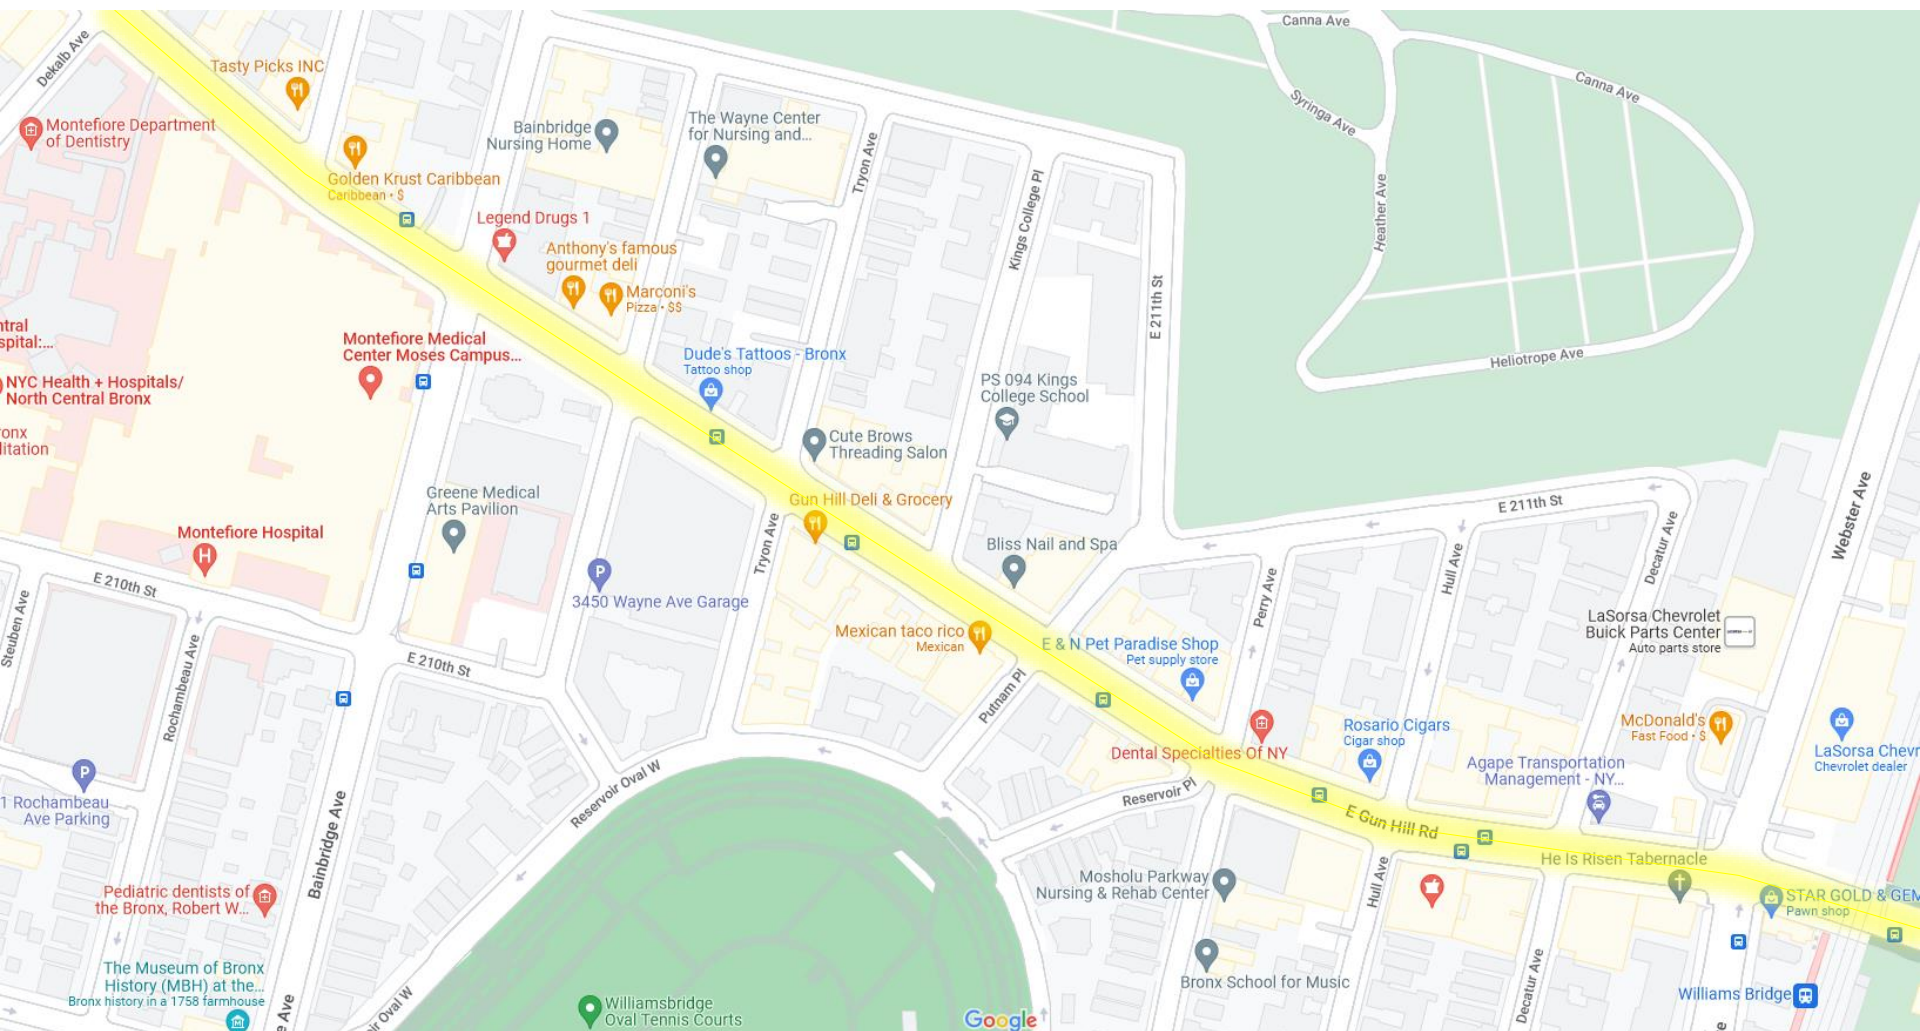 Canna Ave
Dekalb Ave
Tasty Picks INC
Canna Ave
Syringa Ave
Montefiore Department
of Dentistry
Bainbridge
Nursing Home
The Wayne Center
for Nursing and...
Tryon Ave
Golden Krust Caribbean
Caribbean • $
Kings College Pl
Heather Ave
Legend Drugs 1
Anthony's famous
gourmet deli
Marconi's
Pizza • $$
E 211th St
ntral
spital:...
Montefiore Medical
Center Moses Campus...
Dude's Tattoos - Bronx
Tattoo shop
Heliotrope Ave
NYC Health + Hospitals/
North Central Bronx
PS 094 Kings
College School
ronx
litation
Cute Brows
Threading Salon
Greene Medical
Arts Pavilion
Gun Hill Deli & Grocery
E 211th St
Webster Ave
Montefiore Hospital
H
Tryon Ave
Bliss Nail and Spa
Decatur Ave
Hull Ave
E 210th St
P
3450 Wayne Ave Garage
Perry Ave
Steuben Ave
Mexican taco rico
Mexican
E & N Pet Paradise Shop
Pet supply store
LaSorsa Chevrolet
Buick Parts Center
Auto parts store
E 210th St
Rochambeau Ave
Putnam Pl
Rosario Cigars
Cigar shop
McDonald's
Fast Food • $
Dental Specialties Of NY
Agape Transportation
Management - NY...
LaSorsa Chevr
Chevrolet dealer
P
1 Rochambeau
Ave Parking
Reservoir Oval W
Reservoir Pl
E Gun Hill Rd
Bainbridge Ave
He Is Risen Tabernacle
Mosholu Parkway
Nursing & Rehab Center
Hull Ave
Pediatric dentists of
the Bronx, Robert W...
STAR GOLD & GEM
Pawn shop
The Museum of Bronx
History (MBH) at the...
Bronx history in a 1758 farmhouse
Bronx School for Music
Decatur Ave
Williams Bridge
Williamsbridge
Oval Tennis Courts
Google
oir Oval W
e Ave
e